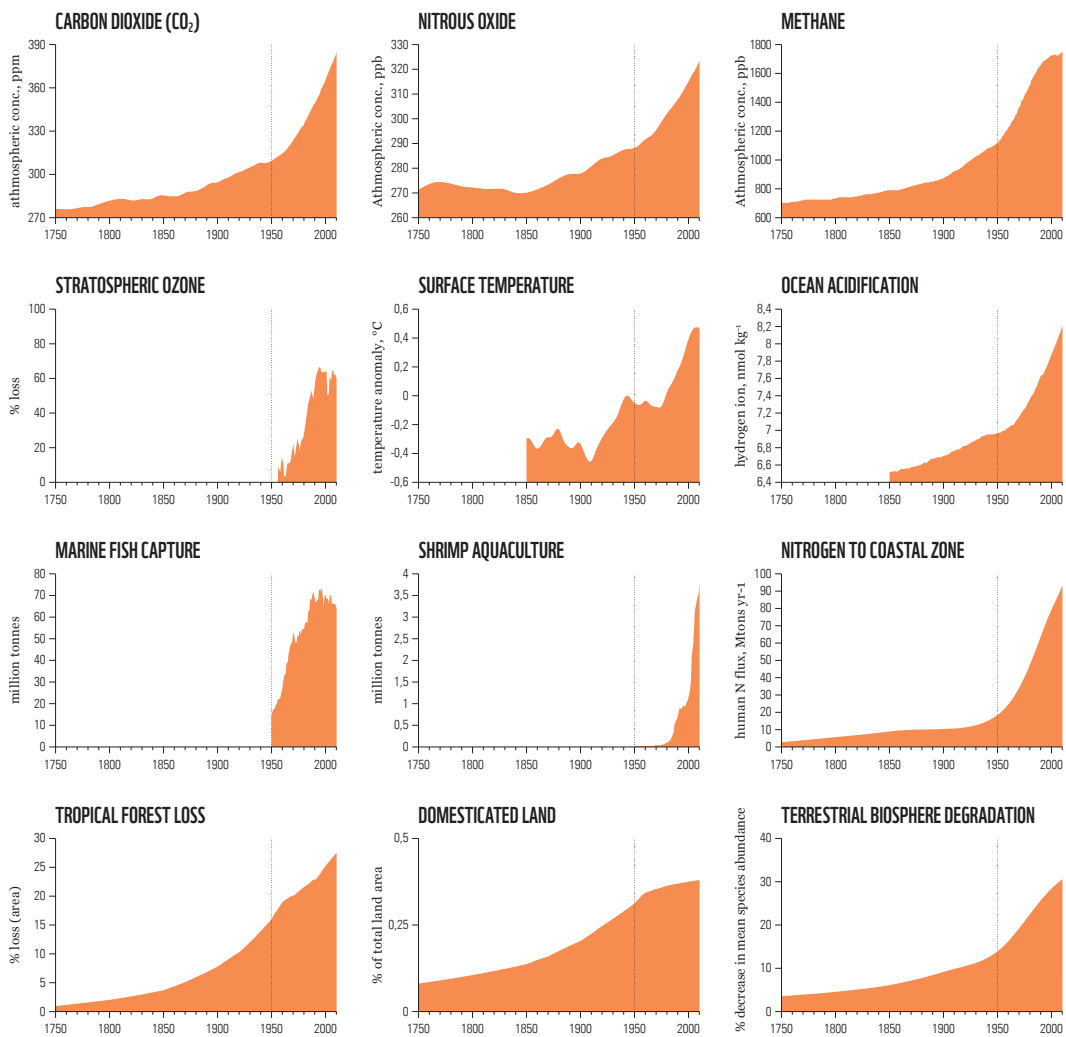 CARBON DIOXIDE (CO₂)
athmospheric conc., ppm
390
360
330
300
270
1750 1800 1850 1900 1950 2000
NITROUS OXIDE
Athmospheric conc., ppb
330
320
310
300
290
280
270
260
1750 1800 1850 1900 1950 2000
METHANE
Athmospheric conc., ppb
1800
1600
1400
1200
1000
800
600
1750 1800 1850 1900 1950 2000
STRATOSPHERIC OZONE
% loss
100
80
60
40
20
0
1750 1800 1850 1900 1950 2000
SURFACE TEMPERATURE
temperature anomaly, °C
0,6
0,4
0,2
0
-0,2
-0,4
-0,6
1750 1800 1850 1900 1950 2000
OCEAN ACIDIFICATION
hydrogen ion, nmol kg⁻¹
8,4
8,2
8
7,8
7,6
7,4
7,2
7
6,8
6,6
6,4
1750 1800 1850 1900 1950 2000
MARINE FISH CAPTURE
million tonnes
80
70
60
50
40
30
20
10
0
1750 1800 1850 1900 1950 2000
SHRIMP AQUACULTURE
million tonnes
4
3,5
3
2,5
2
1,5
1
0,5
0
1750 1800 1850 1900 1950 2000
NITROGEN TO COASTAL ZONE
human N flux, Mtons yr-1
100
90
80
70
60
50
40
30
20
10
0
1750 1800 1850 1900 1950 2000
TROPICAL FOREST LOSS
% loss (area)
30
25
20
15
10
5
0
1750 1800 1850 1900 1950 2000
DOMESTICATED LAND
% of total land area
0,5
0,25
0
1750 1800 1850 1900 1950 2000
TERRESTRIAL BIOSPHERE DEGRADATION
% decrease in mean species abundance
40
30
20
10
0
1750 1800 1850 1900 1950 2000